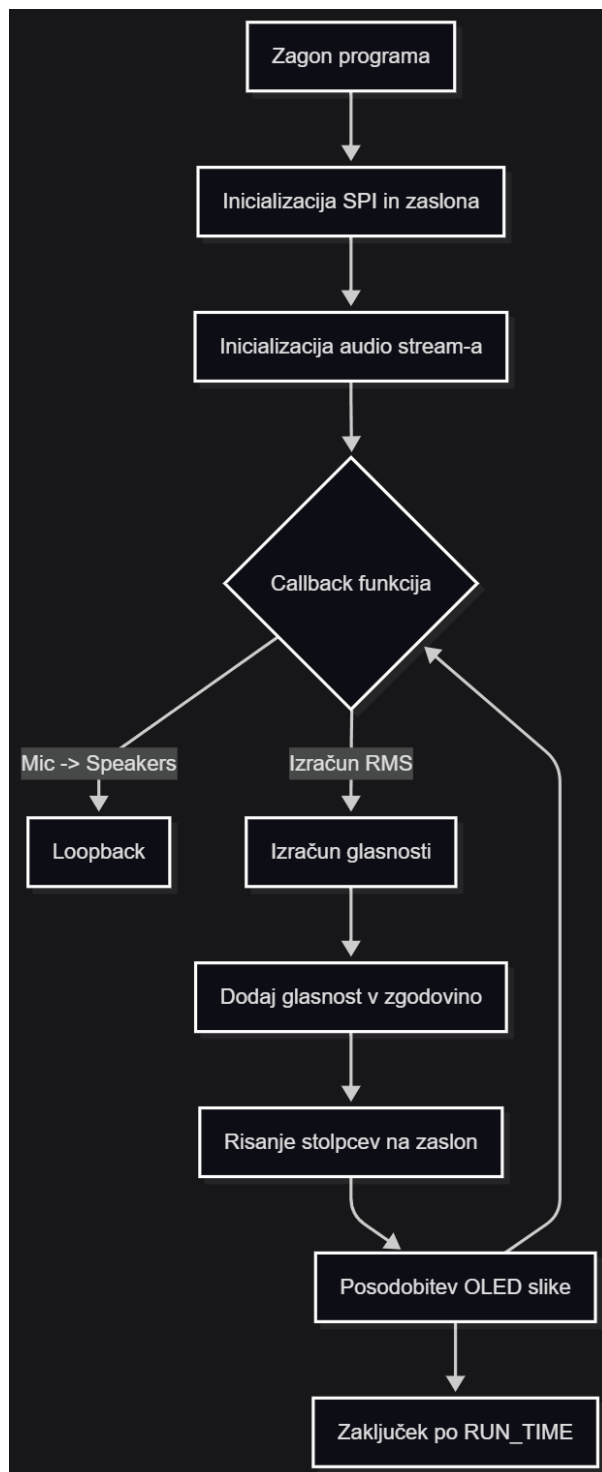 Zagon programa
Inicializacija SPI in zaslona
Inicializacija audio stream-a
Callback funkcija
Mic -> Speakers
Izračun RMS
Loopback
Izračun glasnosti
Dodaj glasnost v zgodovino
Risanje stolpcev na zaslon
Posodobitev OLED slike
Zaključek po RUN_TIME